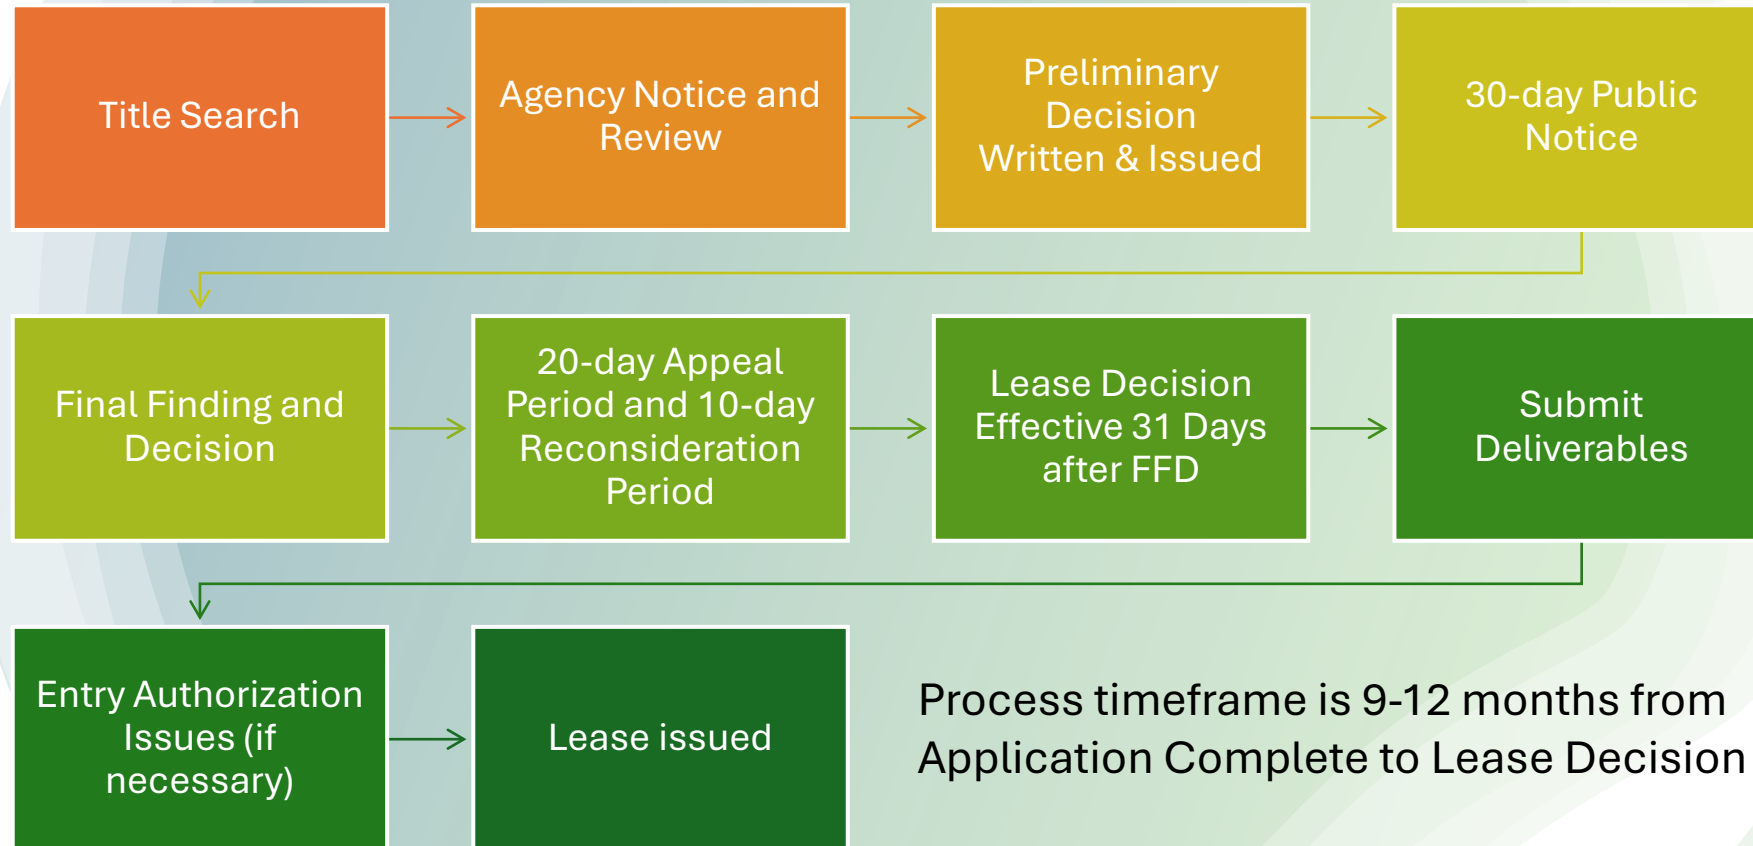 Title Search
Agency Notice and
Review
Preliminary
Decision
Written & Issued
30-day Public
Notice
Final Finding and
Decision
20-day Appeal
Period and 10-day
Reconsideration
Period
Lease Decision
Effective 31 Days
after FFD
Submit
Deliverables
Entry Authorization
Issues (if
necessary)
Lease issued
Process timeframe is 9-12 months from
Application Complete to Lease Decision